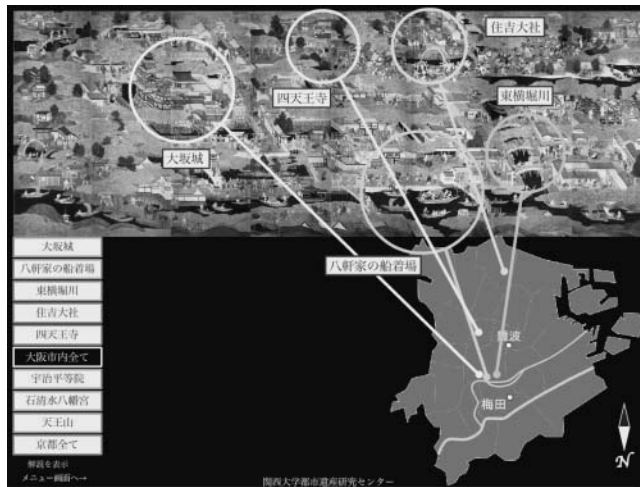 住吉大社
四天王寺
東横堀川
大坂城
八軒家の船着場
大坂城
八軒家の船着場
東横堀川
住吉大社
四天王寺
大阪市内全て
宇治平等院
石清水八幡宮
天王山
京都全て
解説を表示
メニュー画面へ→
難波
梅田
N
関西大学都市遺産研究センター